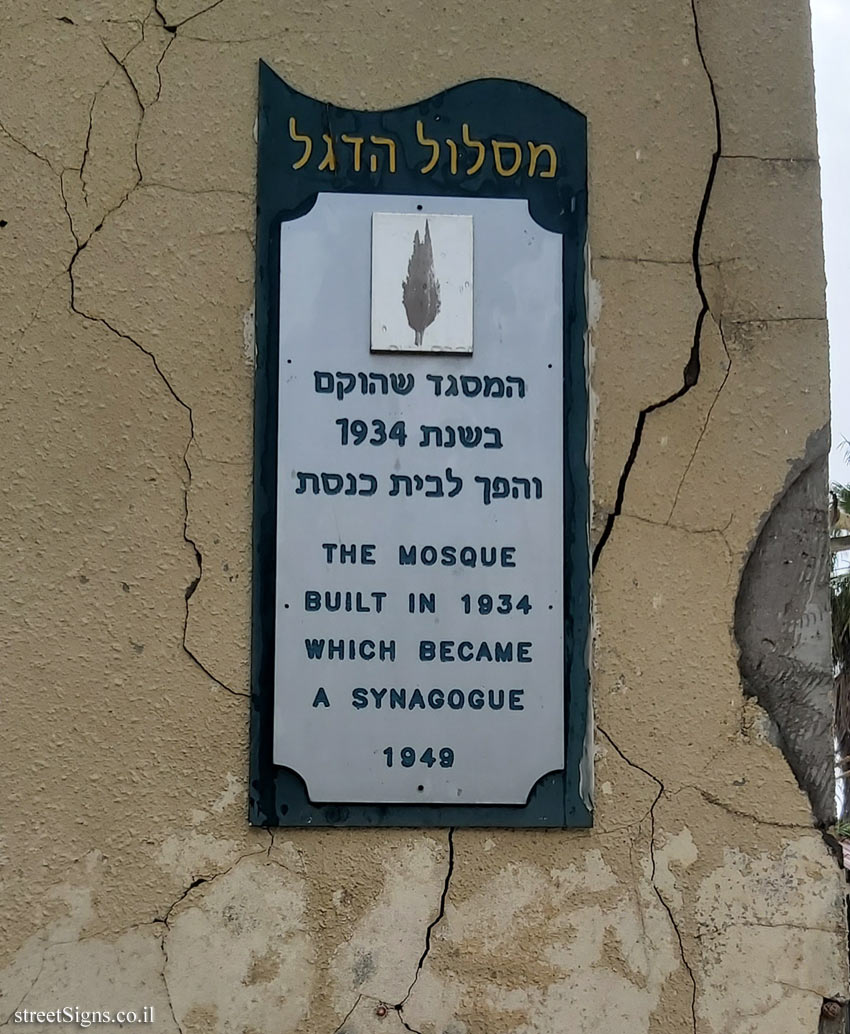 מסלול הדגל
המסגד שהוקם
בשנת 1934
והפך לבית כנסת
THE MOSQUE
BUILT IN 1934
WHICH BECAME
A SYNAGOGUE
1949
streetSigns.co.il